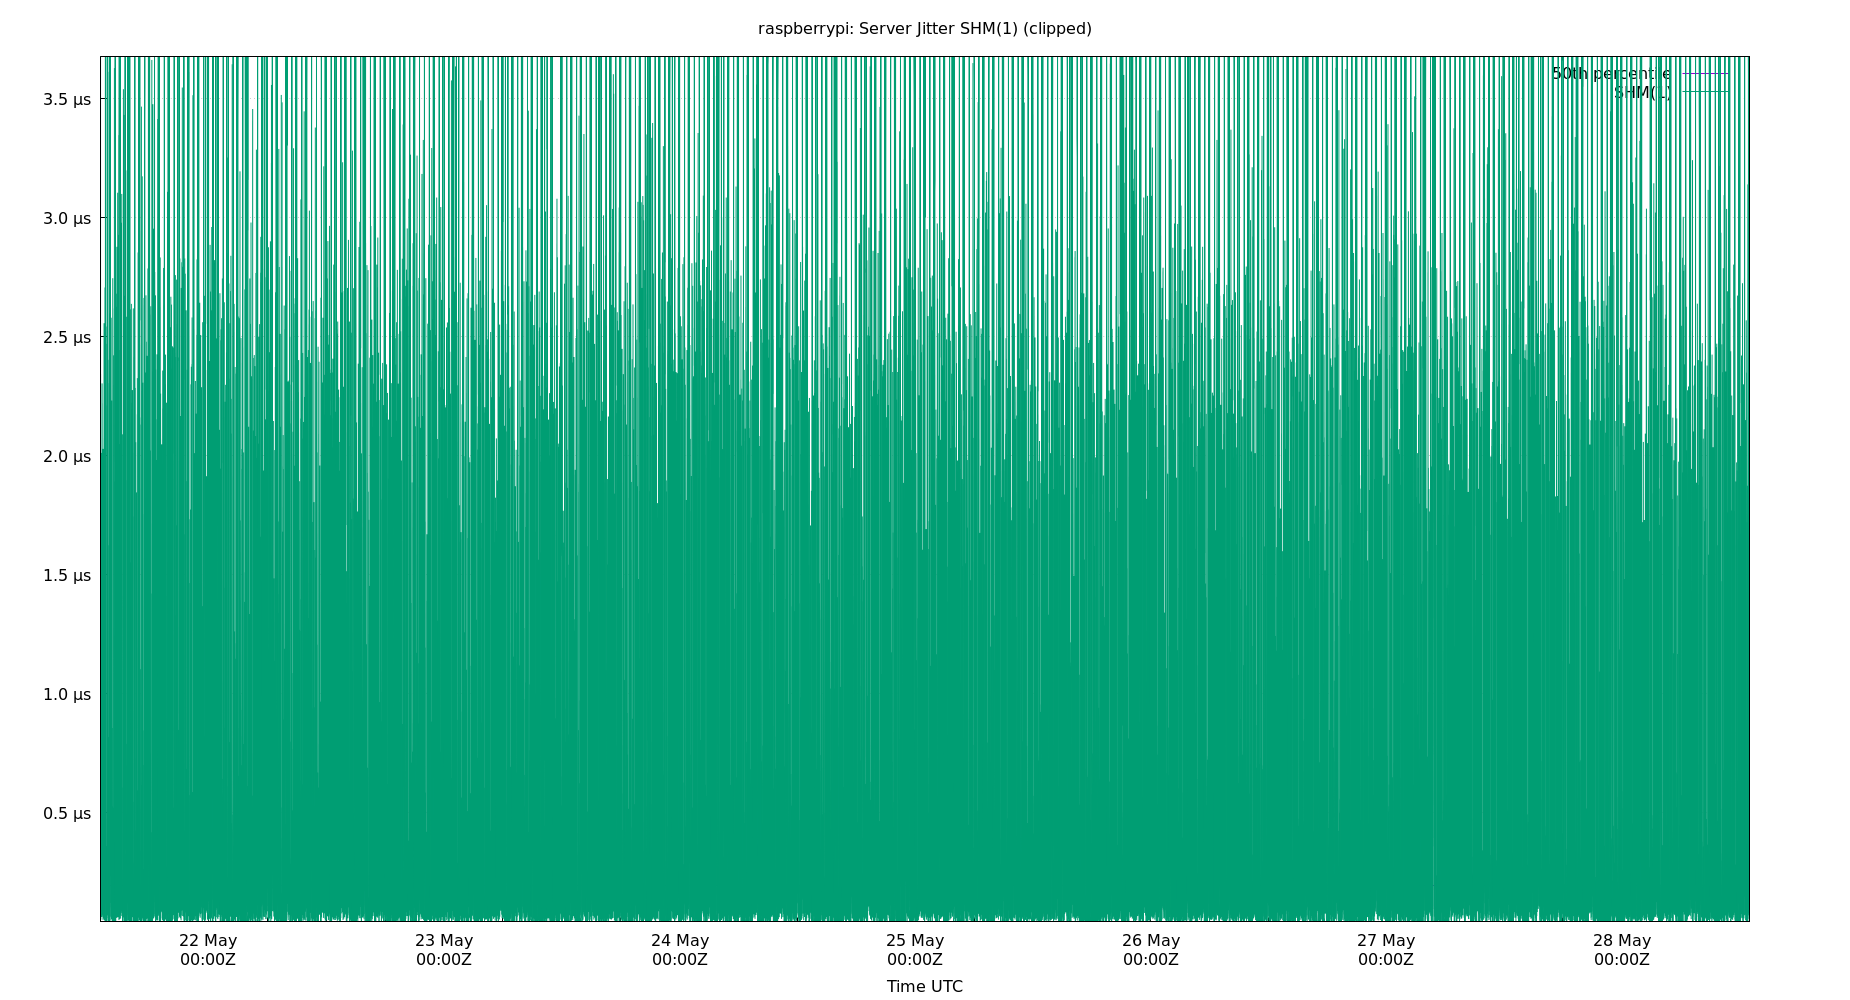 raspberrypi: Server Jitter SHM(1) (clipped)
50th percentile
SHM(1)
3.5 µs
3.0 µs
2.5 µs
2.0 µs
1.5 µs
1.0 µs
0.5 µs
22 May 23 May 24 May 25 May 26 May 27 May 28 May
00:00Z 00:00Z 00:00Z 00:00Z 00:00Z 00:00Z 00:00Z
Time UTC